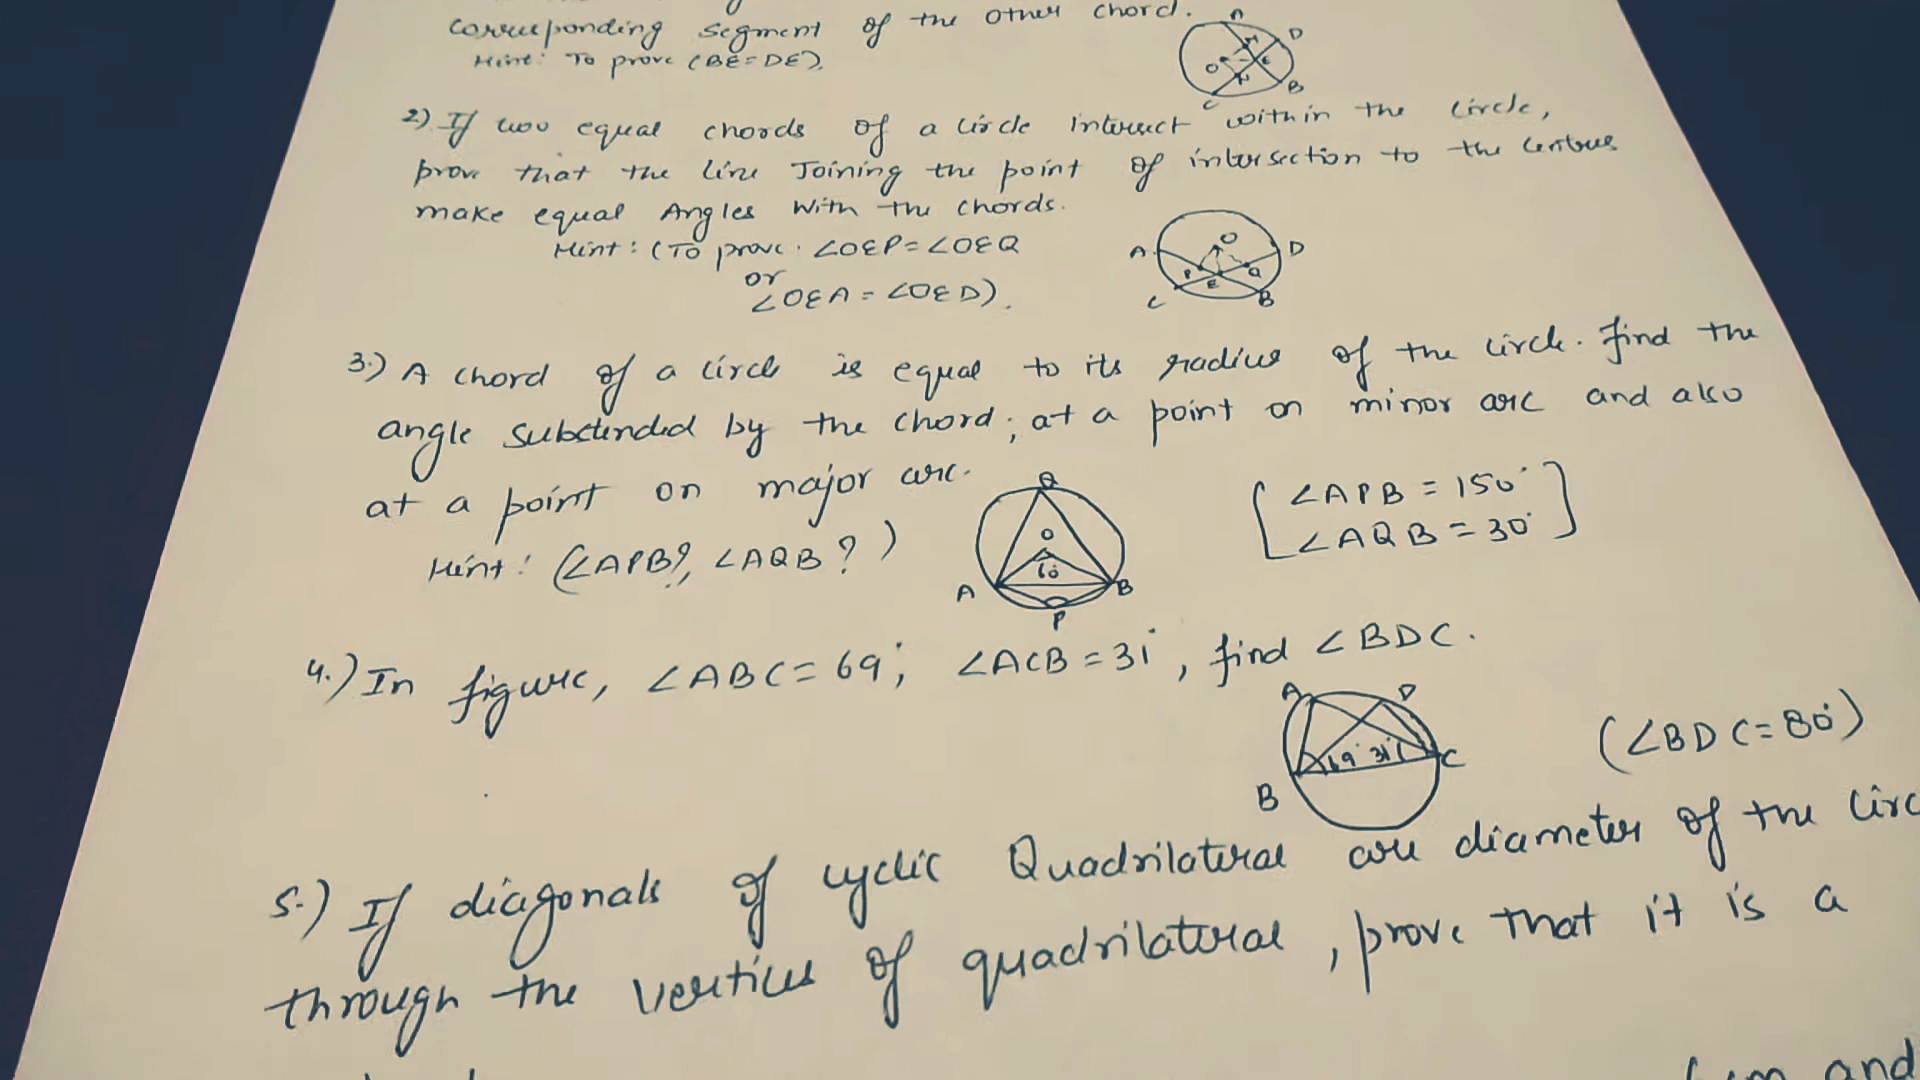 corresponding segment of the other chord.
Hint: To prove (BE=DE).
A
D
M
E
O
N
B
C
2) If two equal chords of a circle intersect within the circle,
prove that the line Joining the point of intersection to the centrus
make equal Angles with the chords.
Hint: (To prove. ∠OEP=∠OEQ
or
∠OEA=∠OED).
O
A
D
P
Q
E
C
B
3.) A chord of a circle is equal to its radius of the circle. find the
angle substended by the chord; at a point on minor arc and also
at a point on major arc.
Hint: (∠APB?, ∠AQB?)
Q
O
60°
A
B
P
[∠APB = 150°
∠AQB = 30°]
4.) In figure, ∠ABC = 69°, ∠ACB = 31°, find ∠BDC.
A
D
69° 31°
C
B
(∠BDC = 80°)
5.) If diagonals of cyclic Quadrilateral are diameter of the circ
through the vertices of quadrilateral, prove that it is a
and